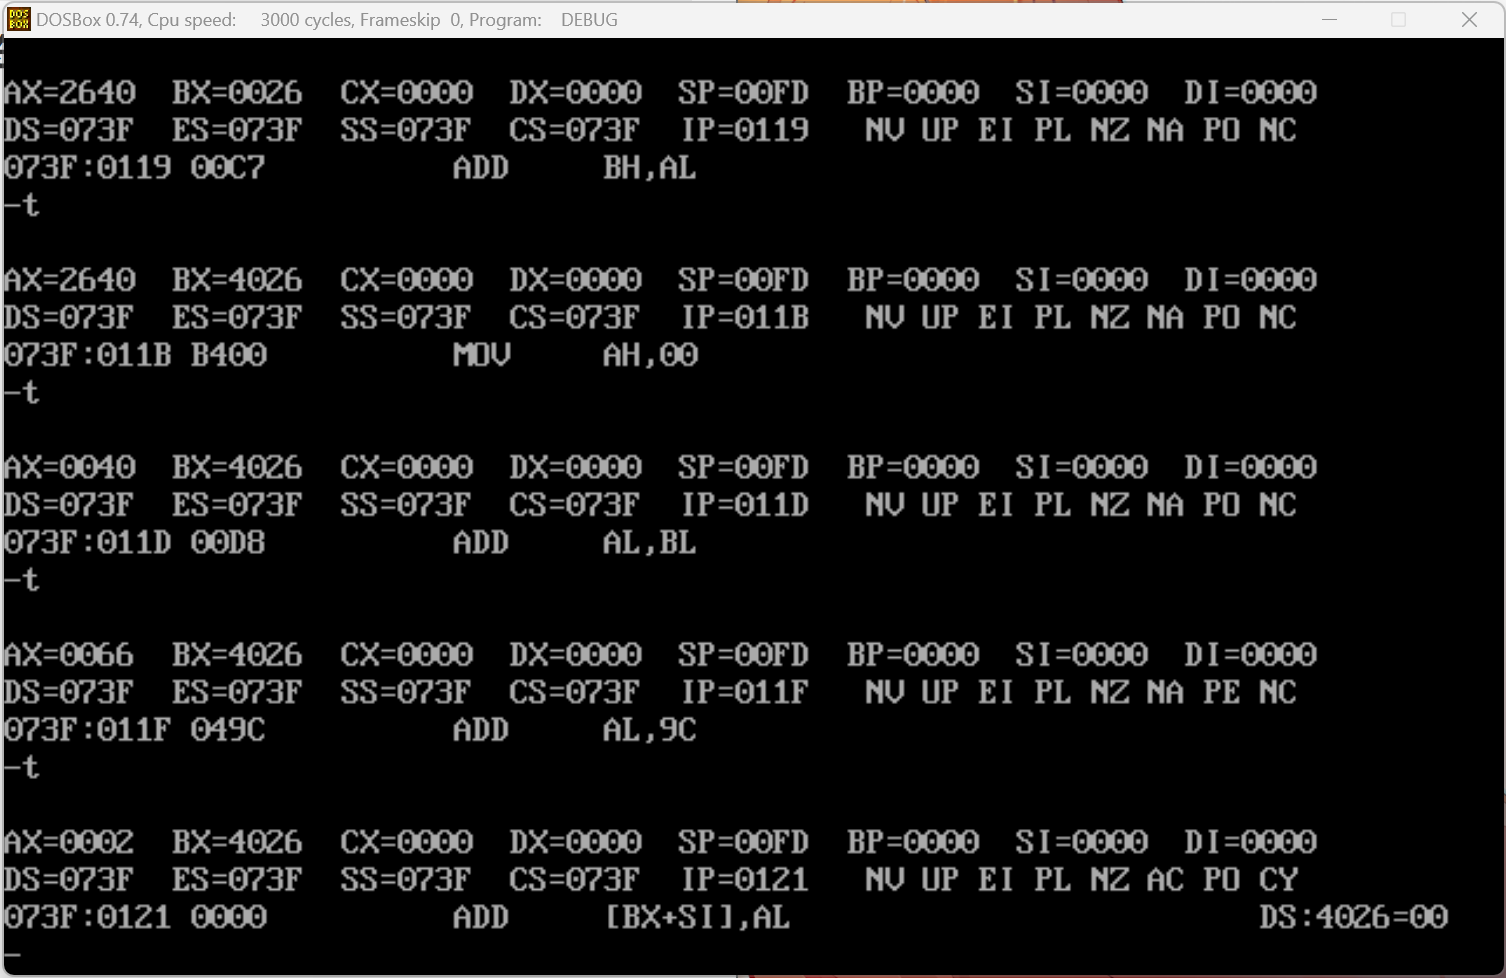 DOSBox 0.74, Cpu speed: 3000 cycles, Frameskip 0, Program: DEBUG
AX=2640 BX=0026 CX=0000 DX=0000 SP=00FD BP=0000 SI=0000 DI=0000
DS=073F ES=073F SS=073F CS=073F IP=0119 NV UP EI PL NZ NA PO NC
073F:0119 00C7 ADD BH,AL
-t
AX=2640 BX=4026 CX=0000 DX=0000 SP=00FD BP=0000 SI=0000 DI=0000
DS=073F ES=073F SS=073F CS=073F IP=011B NV UP EI PL NZ NA PO NC
073F:011B B400 MOV AH,00
-t
AX=0040 BX=4026 CX=0000 DX=0000 SP=00FD BP=0000 SI=0000 DI=0000
DS=073F ES=073F SS=073F CS=073F IP=011D NV UP EI PL NZ NA PO NC
073F:011D 00D8 ADD AL,BL
-t
AX=0066 BX=4026 CX=0000 DX=0000 SP=00FD BP=0000 SI=0000 DI=0000
DS=073F ES=073F SS=073F CS=073F IP=011F NV UP EI PL NZ NA PE NC
073F:011F 049C ADD AL,9C
-t
AX=0002 BX=4026 CX=0000 DX=0000 SP=00FD BP=0000 SI=0000 DI=0000
DS=073F ES=073F SS=073F CS=073F IP=0121 NV UP EI PL NZ AC PO CY
073F:0121 0000 ADD [BX+SI],AL DS:4026=00
-